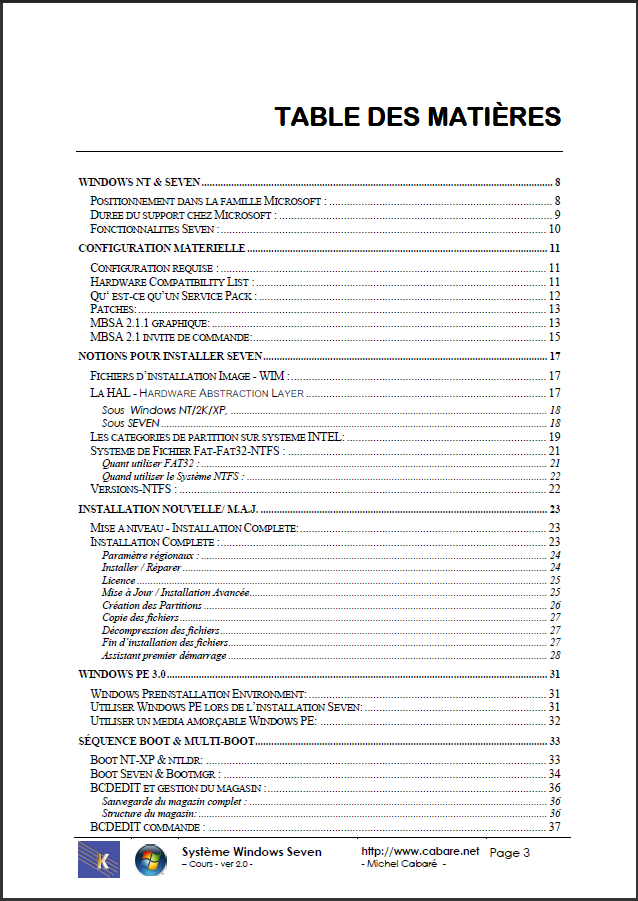 TABLE DES MATIÈRES
WINDOWS NT & SEVEN 8
POSITIONNEMENT DANS LA FAMILLE MICROSOFT : 8
DUREE DU SUPPORT CHEZ MICROSOFT : 9
FONCTIONNALITES SEVEN : 10
CONFIGURATION MATERIELLE 11
CONFIGURATION REQUISE : 11
HARDWARE COMPATIBILITY LIST : 11
QU' EST-CE QU'UN SERVICE PACK : 12
PATCHES: 13
MBSA 2.1.1 GRAPHIQUE: 13
MBSA 2.1 INVITE DE COMMANDE: 15
NOTIONS POUR INSTALLER SEVEN 17
FICHIERS D'INSTALLATION IMAGE - WIM : 17
LA HAL - HARDWARE ABSTRACTION LAYER 17
Sous Windows NT/2K/XP, 18
Sous SEVEN 18
LES CATEGORIES DE PARTITION SUR SYSTEME INTEL: 19
SYSTEME DE FICHIER FAT-FAT32-NTFS : 21
Quant utiliser FAT32 : 21
Quand utiliser le Système NTFS : 22
VERSIONS-NTFS : 22
INSTALLATION NOUVELLE/ M.A.J. 23
MISE A NIVEAU - INSTALLATION COMPLETE: 23
INSTALLATION COMPLETE : 23
Paramètre régionaux : 24
Installer / Réparer 24
Licence 25
Mise à Jour / Installation Avancée 25
Création des Partitions 26
Copie des fichiers 27
Décompression des fichiers 27
Fin d'installation des fichiers 27
Assistant premier démarrage 28
WINDOWS PE 3.0 31
WINDOWS PREINSTALLATION ENVIRONMENT: 31
UTILISER WINDOWS PE LORS DE L'INSTALLATION SEVEN: 31
UTILISER UN MEDIA AMORÇABLE WINDOWS PE: 32
SÉQUENCE BOOT & MULTI-BOOT 33
BOOT NT-XP & NTLDR: 33
BOOT SEVEN & BOOTMGR : 34
BCDEDIT ET GESTION DU MAGASIN : 36
Sauvegarde du magasin complet : 36
Structure du magasin: 36
BCDEDIT COMMANDE : 37
K
Système Windows Seven http://www.cabare.net Page 3
– Cours - ver 2.0 - - Michel Cabaré -